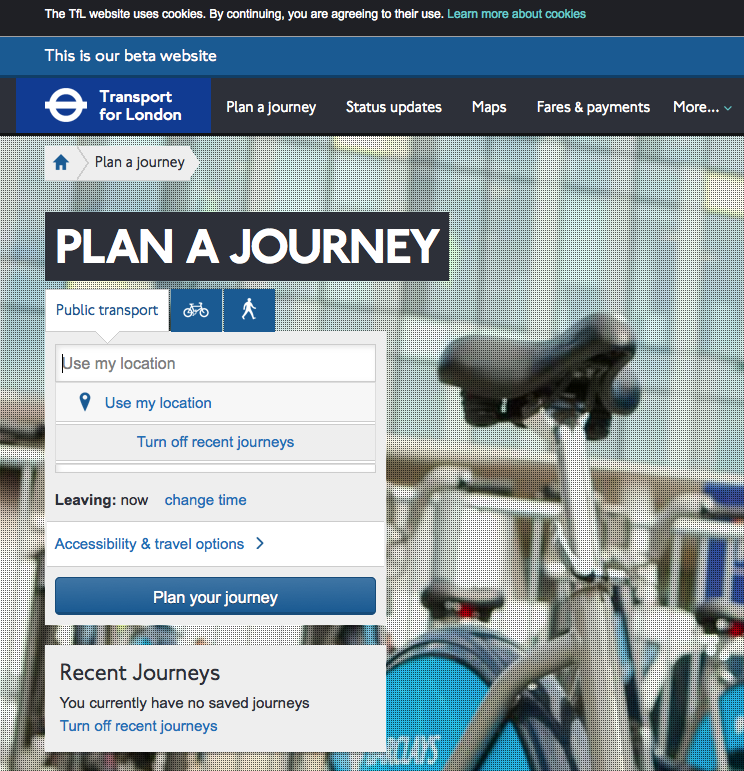 The TfL website uses cookies. By continuing, you are agreeing to their use. Learn more about cookies
This is our beta website
Transport
for London
Plan a journey
Status updates
Maps
Fares & payments
More...
Plan a journey
PLAN A JOURNEY
Public transport
Use my location
Use my location
Turn off recent journeys
Leaving: now change time
Accessibility & travel options
Plan your journey
Recent Journeys
You currently have no saved journeys
Turn off recent journeys
BARCLAYS